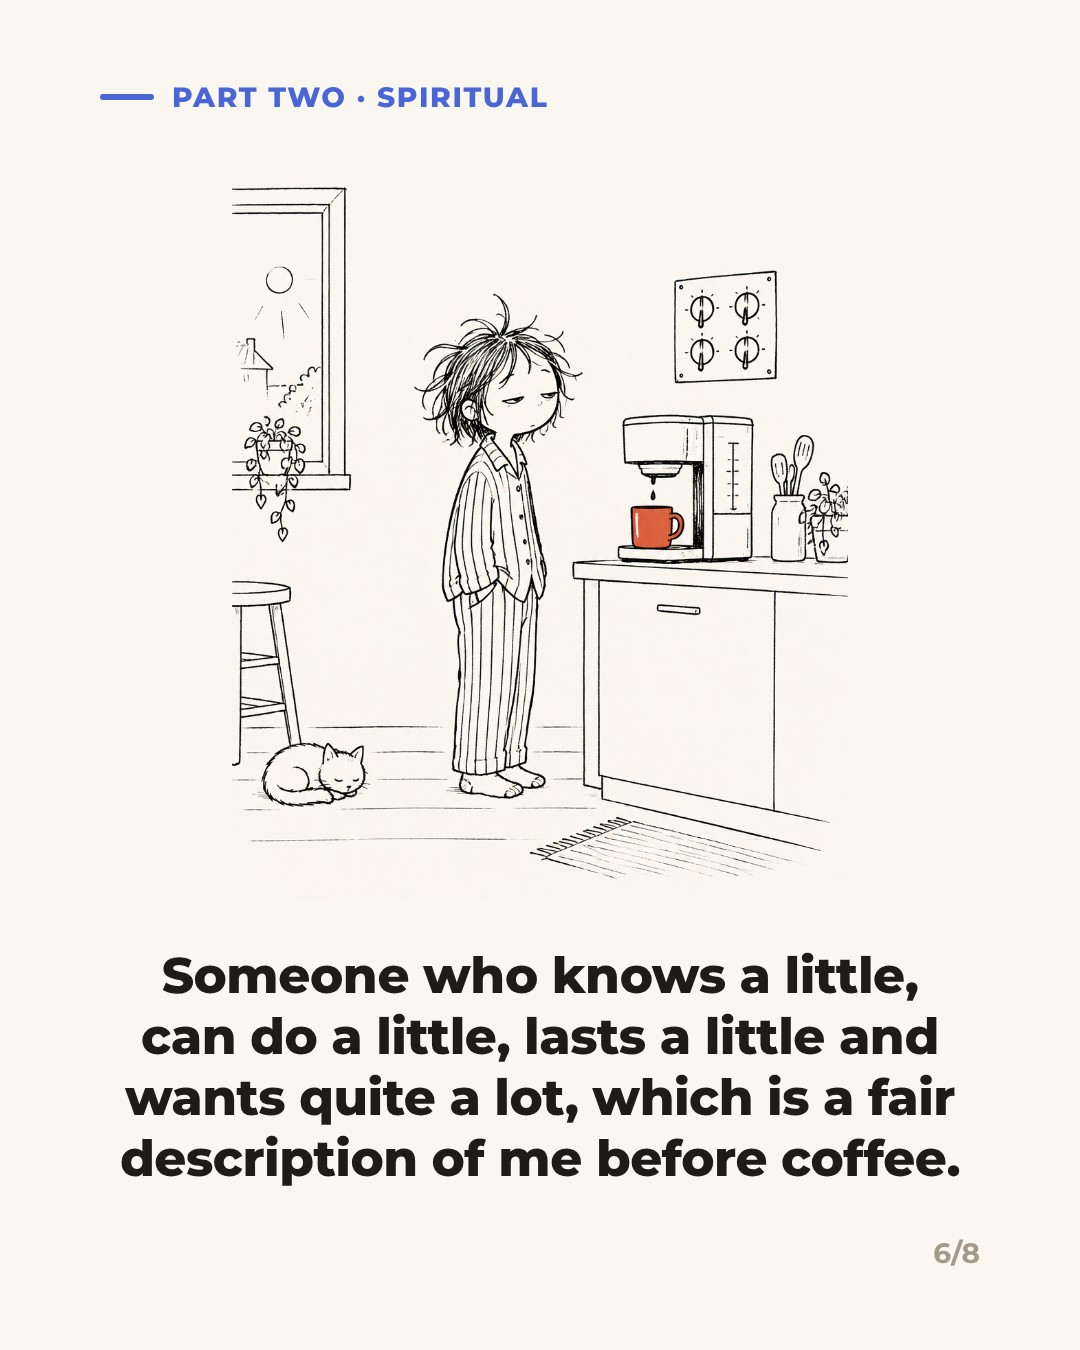 PART TWO · SPIRITUAL
Someone who knows a little,
can do a little, lasts a little and
wants quite a lot, which is a fair
description of me before coffee.
6/8